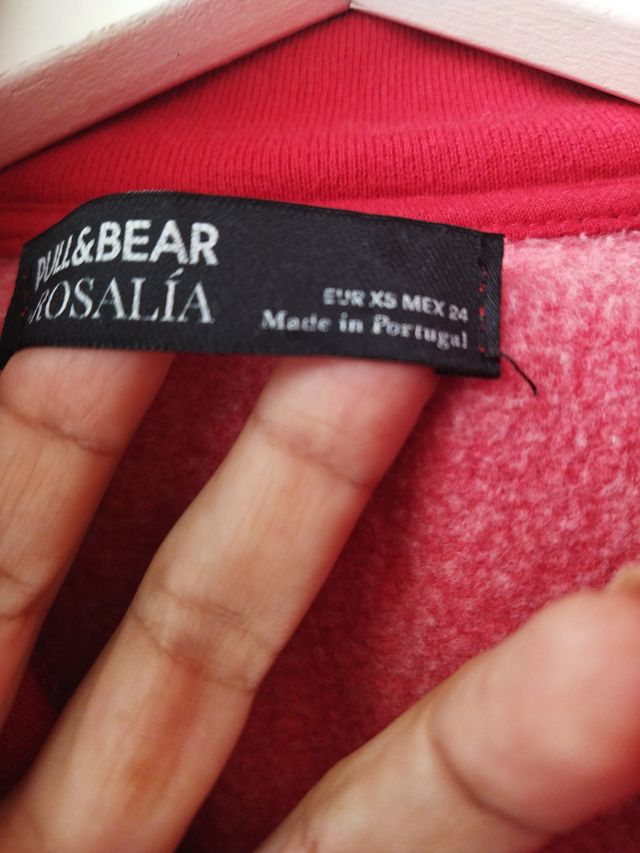 PULL&BEAR
ROSALÍA
EUR XS MEX 24
Made in Portugal